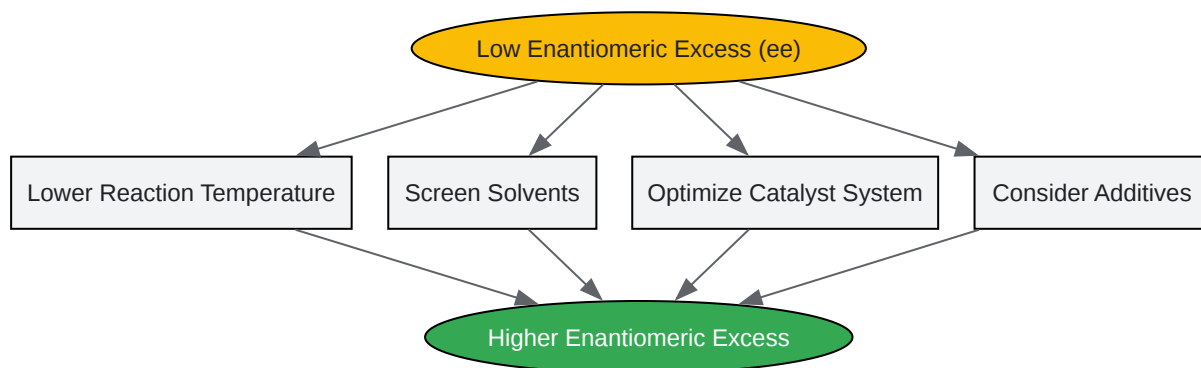 Low Enantiomeric Excess (ee)
Lower Reaction Temperature
Screen Solvents
Optimize Catalyst System
Consider Additives
Higher Enantiomeric Excess